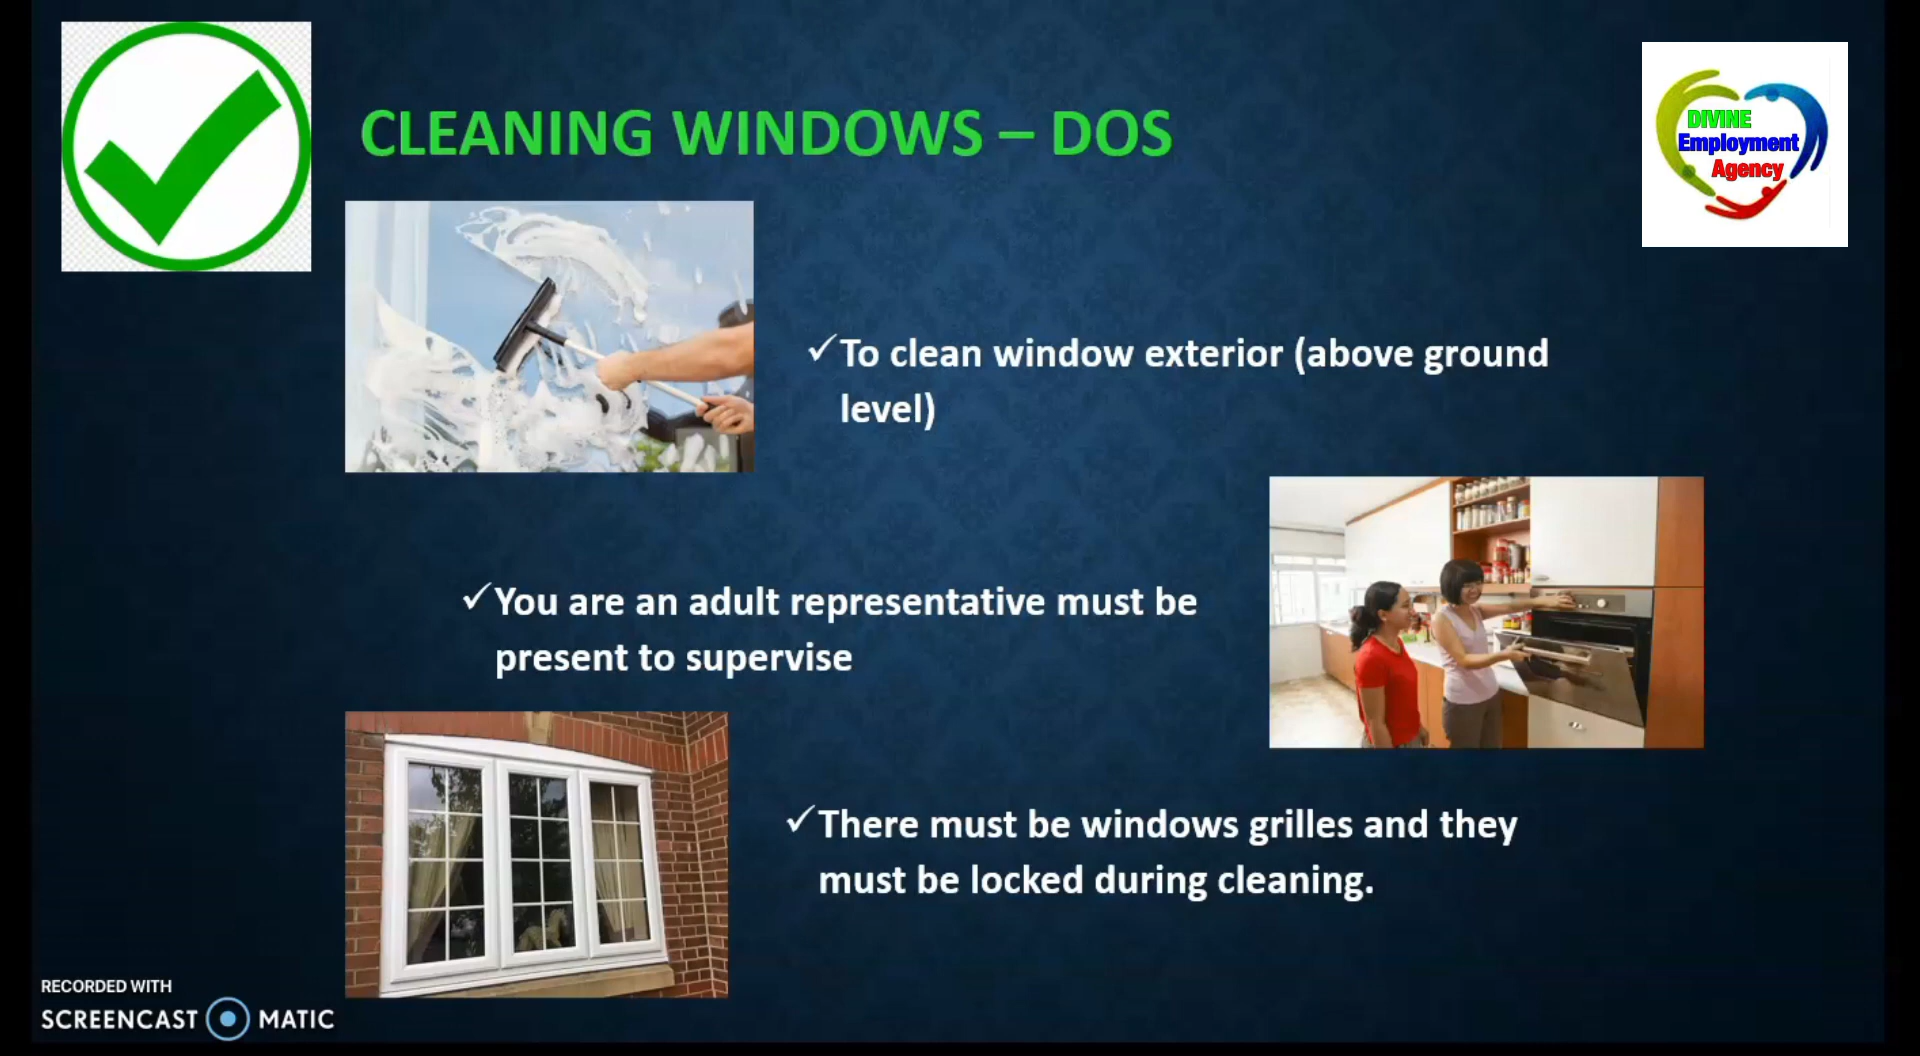 CLEANING WINDOWS – DOS
DIVINE
Employment
Agency
✓To clean window exterior (above ground
level)
✓You are an adult representative must be
present to supervise
✓There must be windows grilles and they
must be locked during cleaning.
RECORDED WITH
SCREENCAST MATIC